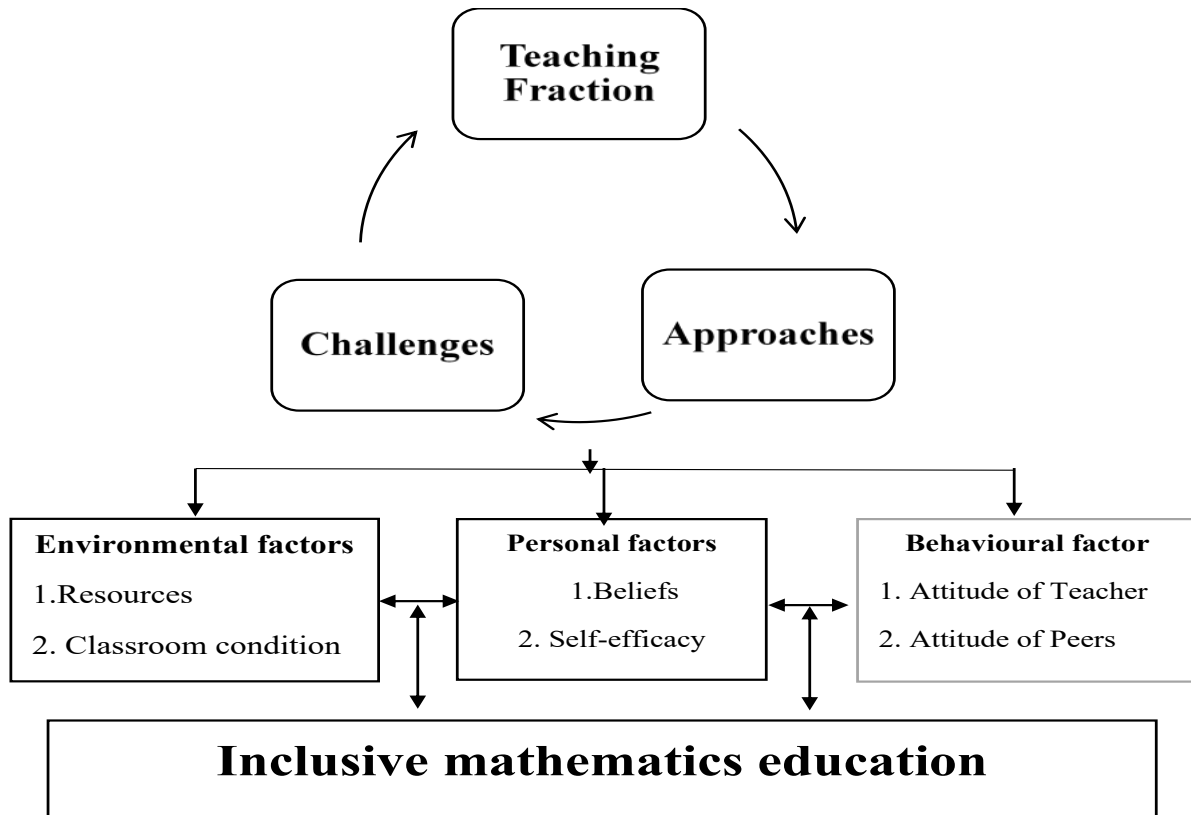 Teaching
Fraction
Challenges
Approaches
Environmental factors
1.Resources
2. Classroom condition
Personal factors
1.Beliefs
2. Self-efficacy
Behavioural factor
1. Attitude of Teacher
2. Attitude of Peers
Inclusive mathematics education